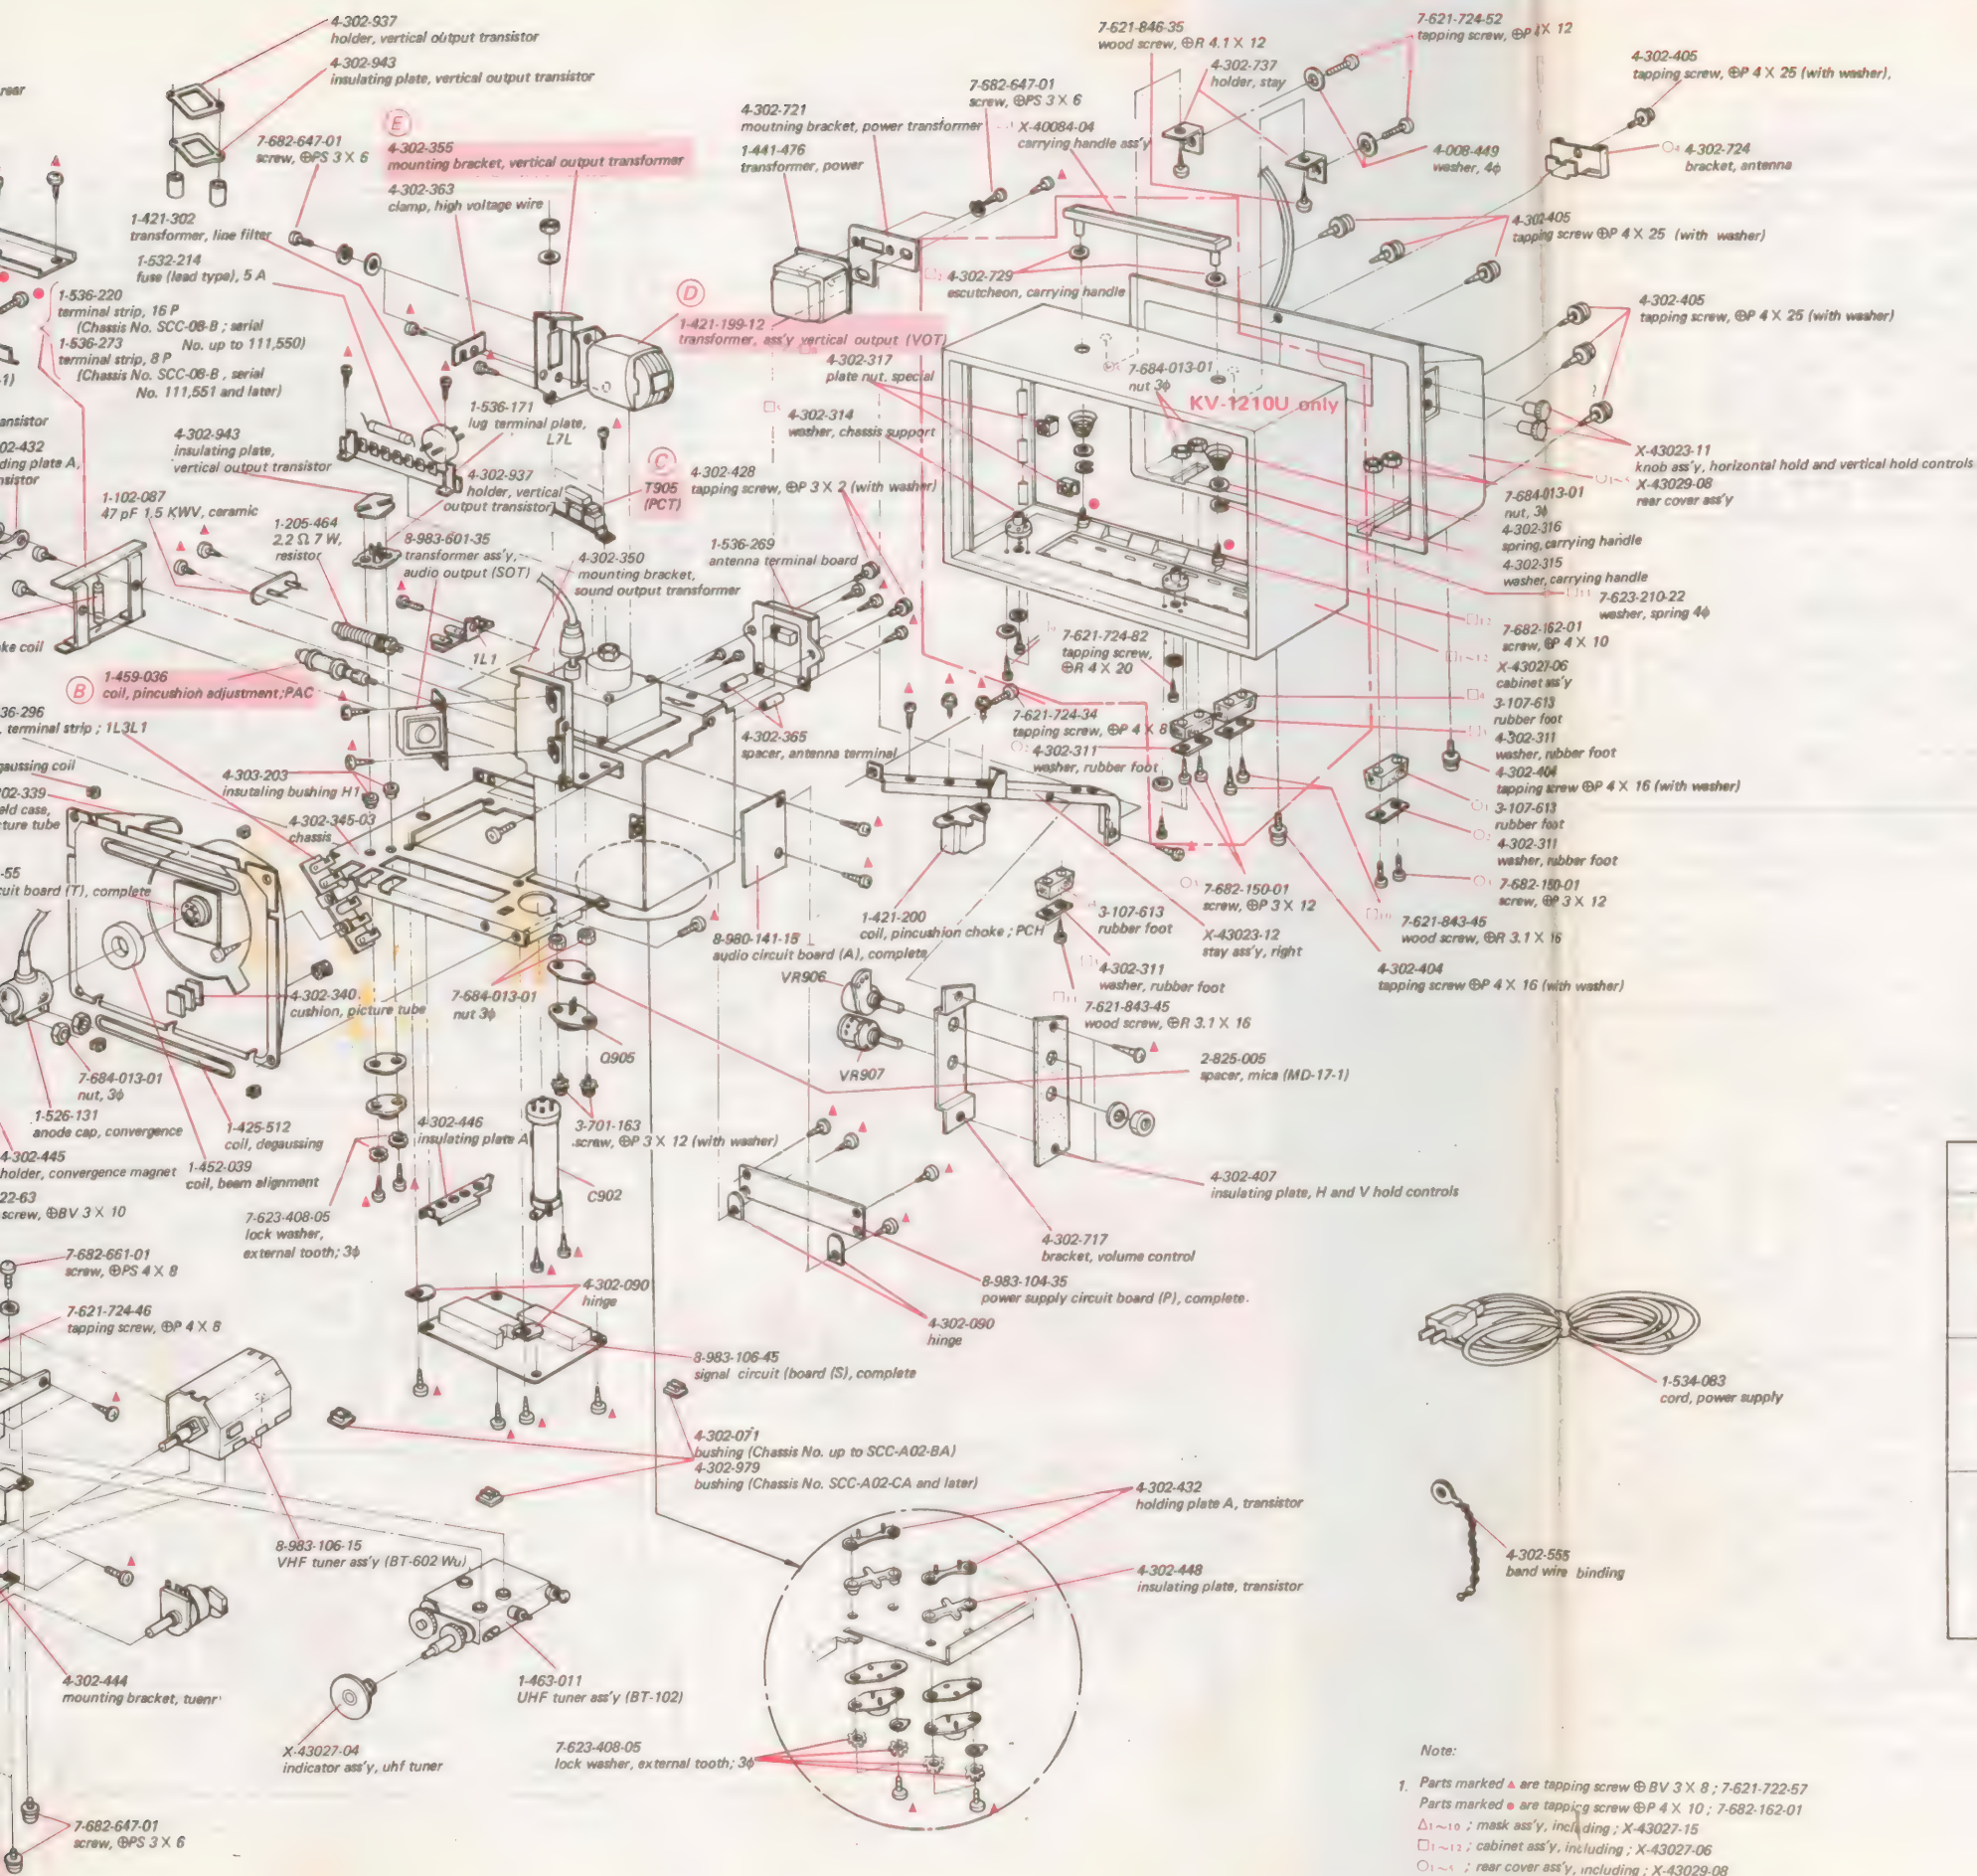 4-302-937
holder, vertical output transistor
4-302-943
insulating plate, vertical output transistor
rear
7-682-647-01
screw, ⊕PS 3 X 6
E
4-302-355
mounting bracket, vertical output transformer
4-302-363
clamp, high voltage wire
1-421-302
transformer, line filter
1-532-214
fuse (lead type), 5 A
1-536-220
terminal strip, 16 P
(Chassis No. SCC-08-B ; serial
No. up to 111,550)
1-536-273
terminal strip, 8 P
(Chassis No. SCC-08-B , serial
No. 111,551 and later)
4-302-721
moutning bracket, power transformer
1-441-476
transformer, power
7-682-647-01
screw, ⊕PS 3 X 6
X-40084-04
carrying handle ass'y
7-621-846-35
wood screw, ⊕R 4.1 X 12
4-302-737
holder, stay
7-621-724-52
tapping screw, ⊕P 4 X 12
4-302-405
tapping screw, ⊕P 4 X 25 (with washer),
4-008-449
washer, 4ϕ
4-302-724
bracket, antenna
4-302-405
tapping screw ⊕P 4 X 25 (with washer)
4-302-405
tapping screw, ⊕P 4 X 25 (with washer)
4-302-729
escutcheon, carrying handle
D
1-421-199-12
transformer, ass'y vertical output (VOT)
4-302-317
plate nut, special
7-684-013-01
nut 3ϕ
KV-1210U only
4-302-314
washer, chassis support
1-536-171
lug terminal plate,
L7L
4-302-943
insulating plate,
vertical output transistor
4-302-937
holder, vertical
output transistor
C
T905
(PCT)
4-302-428
tapping screw, ⊕P 3 X 2 (with washer)
X-43023-11
knob ass'y, horizontal hold and vertical hold controls
X-43029-08
rear cover ass'y
1-102-087
47 pF 1.5 KWV, ceramic
1-205-464
2.2 Ω 7 W,
resistor
8-983-601-35
transformer ass'y,
audio output (SOT)
4-302-350
mounting bracket,
sound output transformer
1-536-269
antenna terminal board
7-684-013-01
nut, 3ϕ
4-302-316
spring, carrying handle
4-302-315
washer, carrying handle
7-623-210-22
washer, spring 4ϕ
7-682-162-01
screw, ⊕P 4 X 10
X-43027-06
cabinet ass'y
3-107-613
rubber foot
4-302-311
washer, rubber foot
4-302-404
tapping screw ⊕P 4 X 16 (with washer)
3-107-613
rubber foot
4-302-311
washer, rubber foot
7-682-150-01
screw, ⊕P 3 X 12
1L1
7-621-724-82
tapping screw,
⊕R 4 X 20
B
1-459-036
coil, pincushion adjustment;PAC
terminal strip ; 1L3L1
7-621-724-34
tapping screw, ⊕P 4 X 8
4-302-311
washer, rubber foot
4-302-365
spacer, antenna terminal
4-303-203
insutaling bushing H1
4-302-345-03
chassis
7-682-150-01
screw, ⊕P 3 X 12
7-621-843-45
wood screw, ⊕R 3.1 X 16
4-302-404
tapping screw ⊕P 4 X 16 (with washer)
8-980-141-15
audio circuit board (A), complete
1-421-200
coil, pincushion choke ; PCH
3-107-613
rubber foot
X-43023-12
stay ass'y, right
4-302-311
washer, rubber foot
7-621-843-45
wood screw, ⊕R 3.1 X 16
VR906
VR907
2-825-005
spacer, mica (MD-17-1)
4-302-340
cushion, picture tube
7-684-013-01
nut 3ϕ
Q905
7-684-013-01
nut, 3ϕ
1-526-131
anode cap, convergence
1-425-512
coil, degaussing
4-302-445
holder, convergence magnet
1-452-039
coil, beam alignment
22-63
screw, ⊕BV 3 X 10
4-302-446
insulating plate A
3-701-163
screw, ⊕P 3 X 12 (with washer)
C902
7-623-408-05
lock washer,
external tooth; 3ϕ
4-302-407
insulating plate, H and V hold controls
4-302-717
bracket, volume control
8-983-104-35
power supply circuit board (P), complete.
4-302-090
hinge
7-682-661-01
screw, ⊕PS 4 X 8
7-621-724-46
tapping screw, ⊕P 4 X 8
4-302-090
hinge
8-983-106-45
signal circuit (board (S), complete
1-534-083
cord, power supply
4-302-071
bushing (Chassis No. up to SCC-A02-BA)
4-302-979
bushing (Chassis No. SCC-A02-CA and later)
4-302-432
holding plate A, transistor
4-302-448
insulating plate, transistor
4-302-555
band wire binding
8-983-106-15
VHF tuner ass'y (BT-602 Wu)
4-302-444
mounting bracket, tuenr
1-463-011
UHF tuner ass'y (BT-102)
X-43027-04
indicator ass'y, uhf tuner
7-623-408-05
lock washer, external tooth; 3ϕ
7-682-647-01
screw, ⊕PS 3 X 6
Note:
1. Parts marked ▲ are tapping screw ⊕ BV 3 X 8 ; 7-621-722-57
Parts marked ● are tapping screw ⊕P 4 X 10 ; 7-682-162-01
△1~10 ; mask ass'y, including ; X-43027-15
□1~12 ; cabinet ass'y, including ; X-43027-06
; rear cover ass'y, including ; X-43029-08